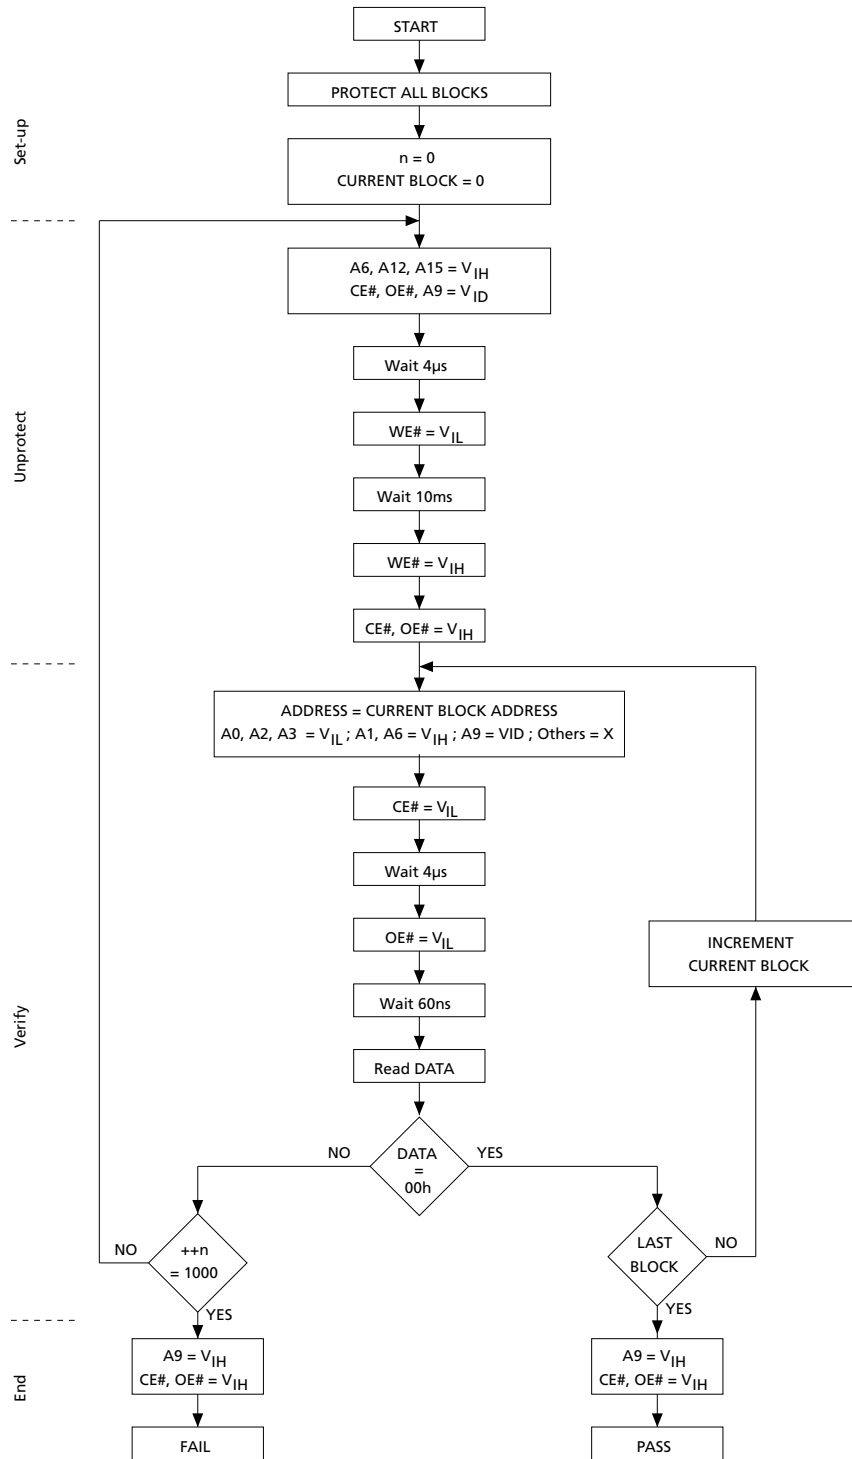 START
PROTECT ALL BLOCKS
Set-up
n = 0
CURRENT BLOCK = 0
A6, A12, A15 = VIH
CE#, OE#, A9 = VID
Wait 4µs
Unprotect
WE# = VIL
Wait 10ms
WE# = VIH
CE#, OE# = VIH
ADDRESS = CURRENT BLOCK ADDRESS
A0, A2, A3 = VIL ; A1, A6 = VIH ; A9 = VID ; Others = X
CE# = VIL
Wait 4µs
OE# = VIL
INCREMENT
CURRENT BLOCK
Wait 60ns
Verify
Read DATA
NO
DATA
=
00h
YES
NO
++n
= 1000
YES
LAST
BLOCK
NO
YES
End
A9 = VIH
CE#, OE# = VIH
A9 = VIH
CE#, OE# = VIH
FAIL
PASS